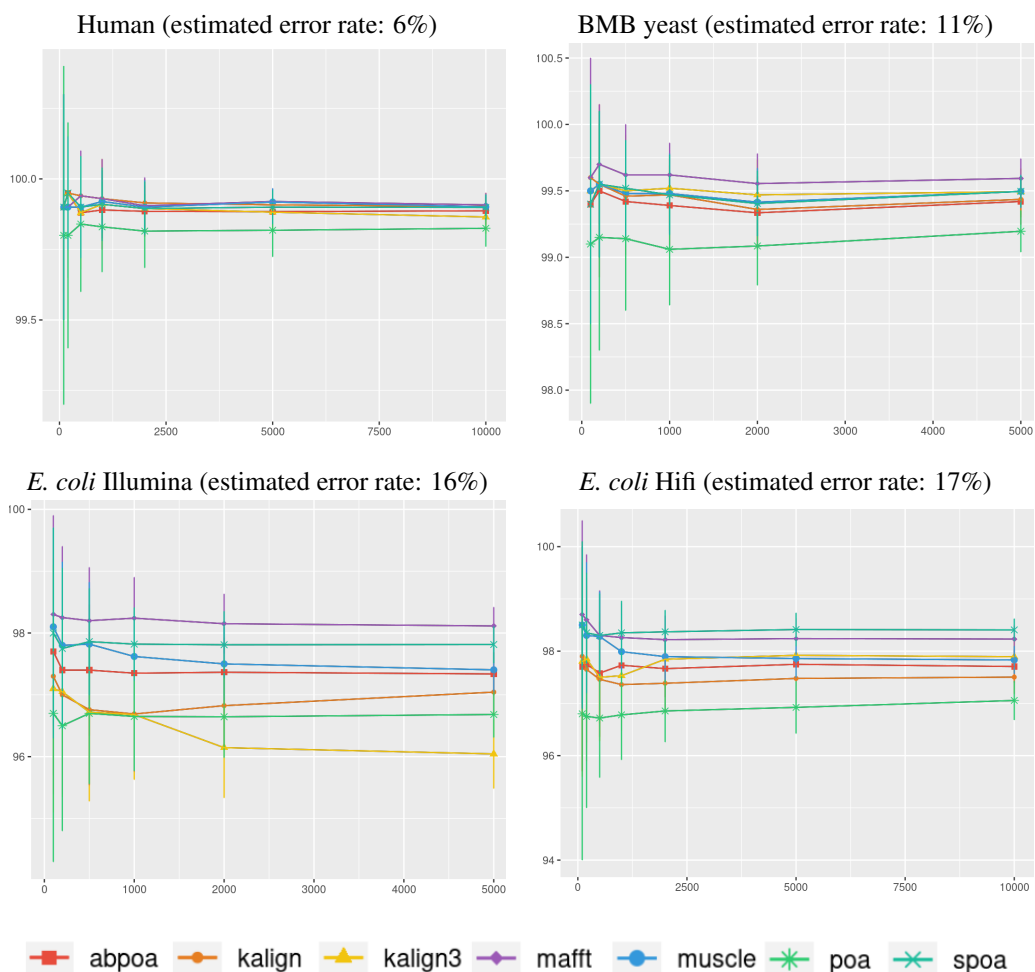 Human (estimated error rate: 6%)
BMB yeast (estimated error rate: 11%)
100.0
99.5
0 2500 5000 7500 10000
100.5
100.0
99.5
99.0
98.5
98.0
0 1000 2000 3000 4000 5000
E. coli Illumina (estimated error rate: 16%)
E. coli Hifi (estimated error rate: 17%)
100
98
96
0 1000 2000 3000 4000 5000
100
98
96
94
0 2500 5000 7500 10000
abpoa kalign kalign3 mafft muscle poa spoa